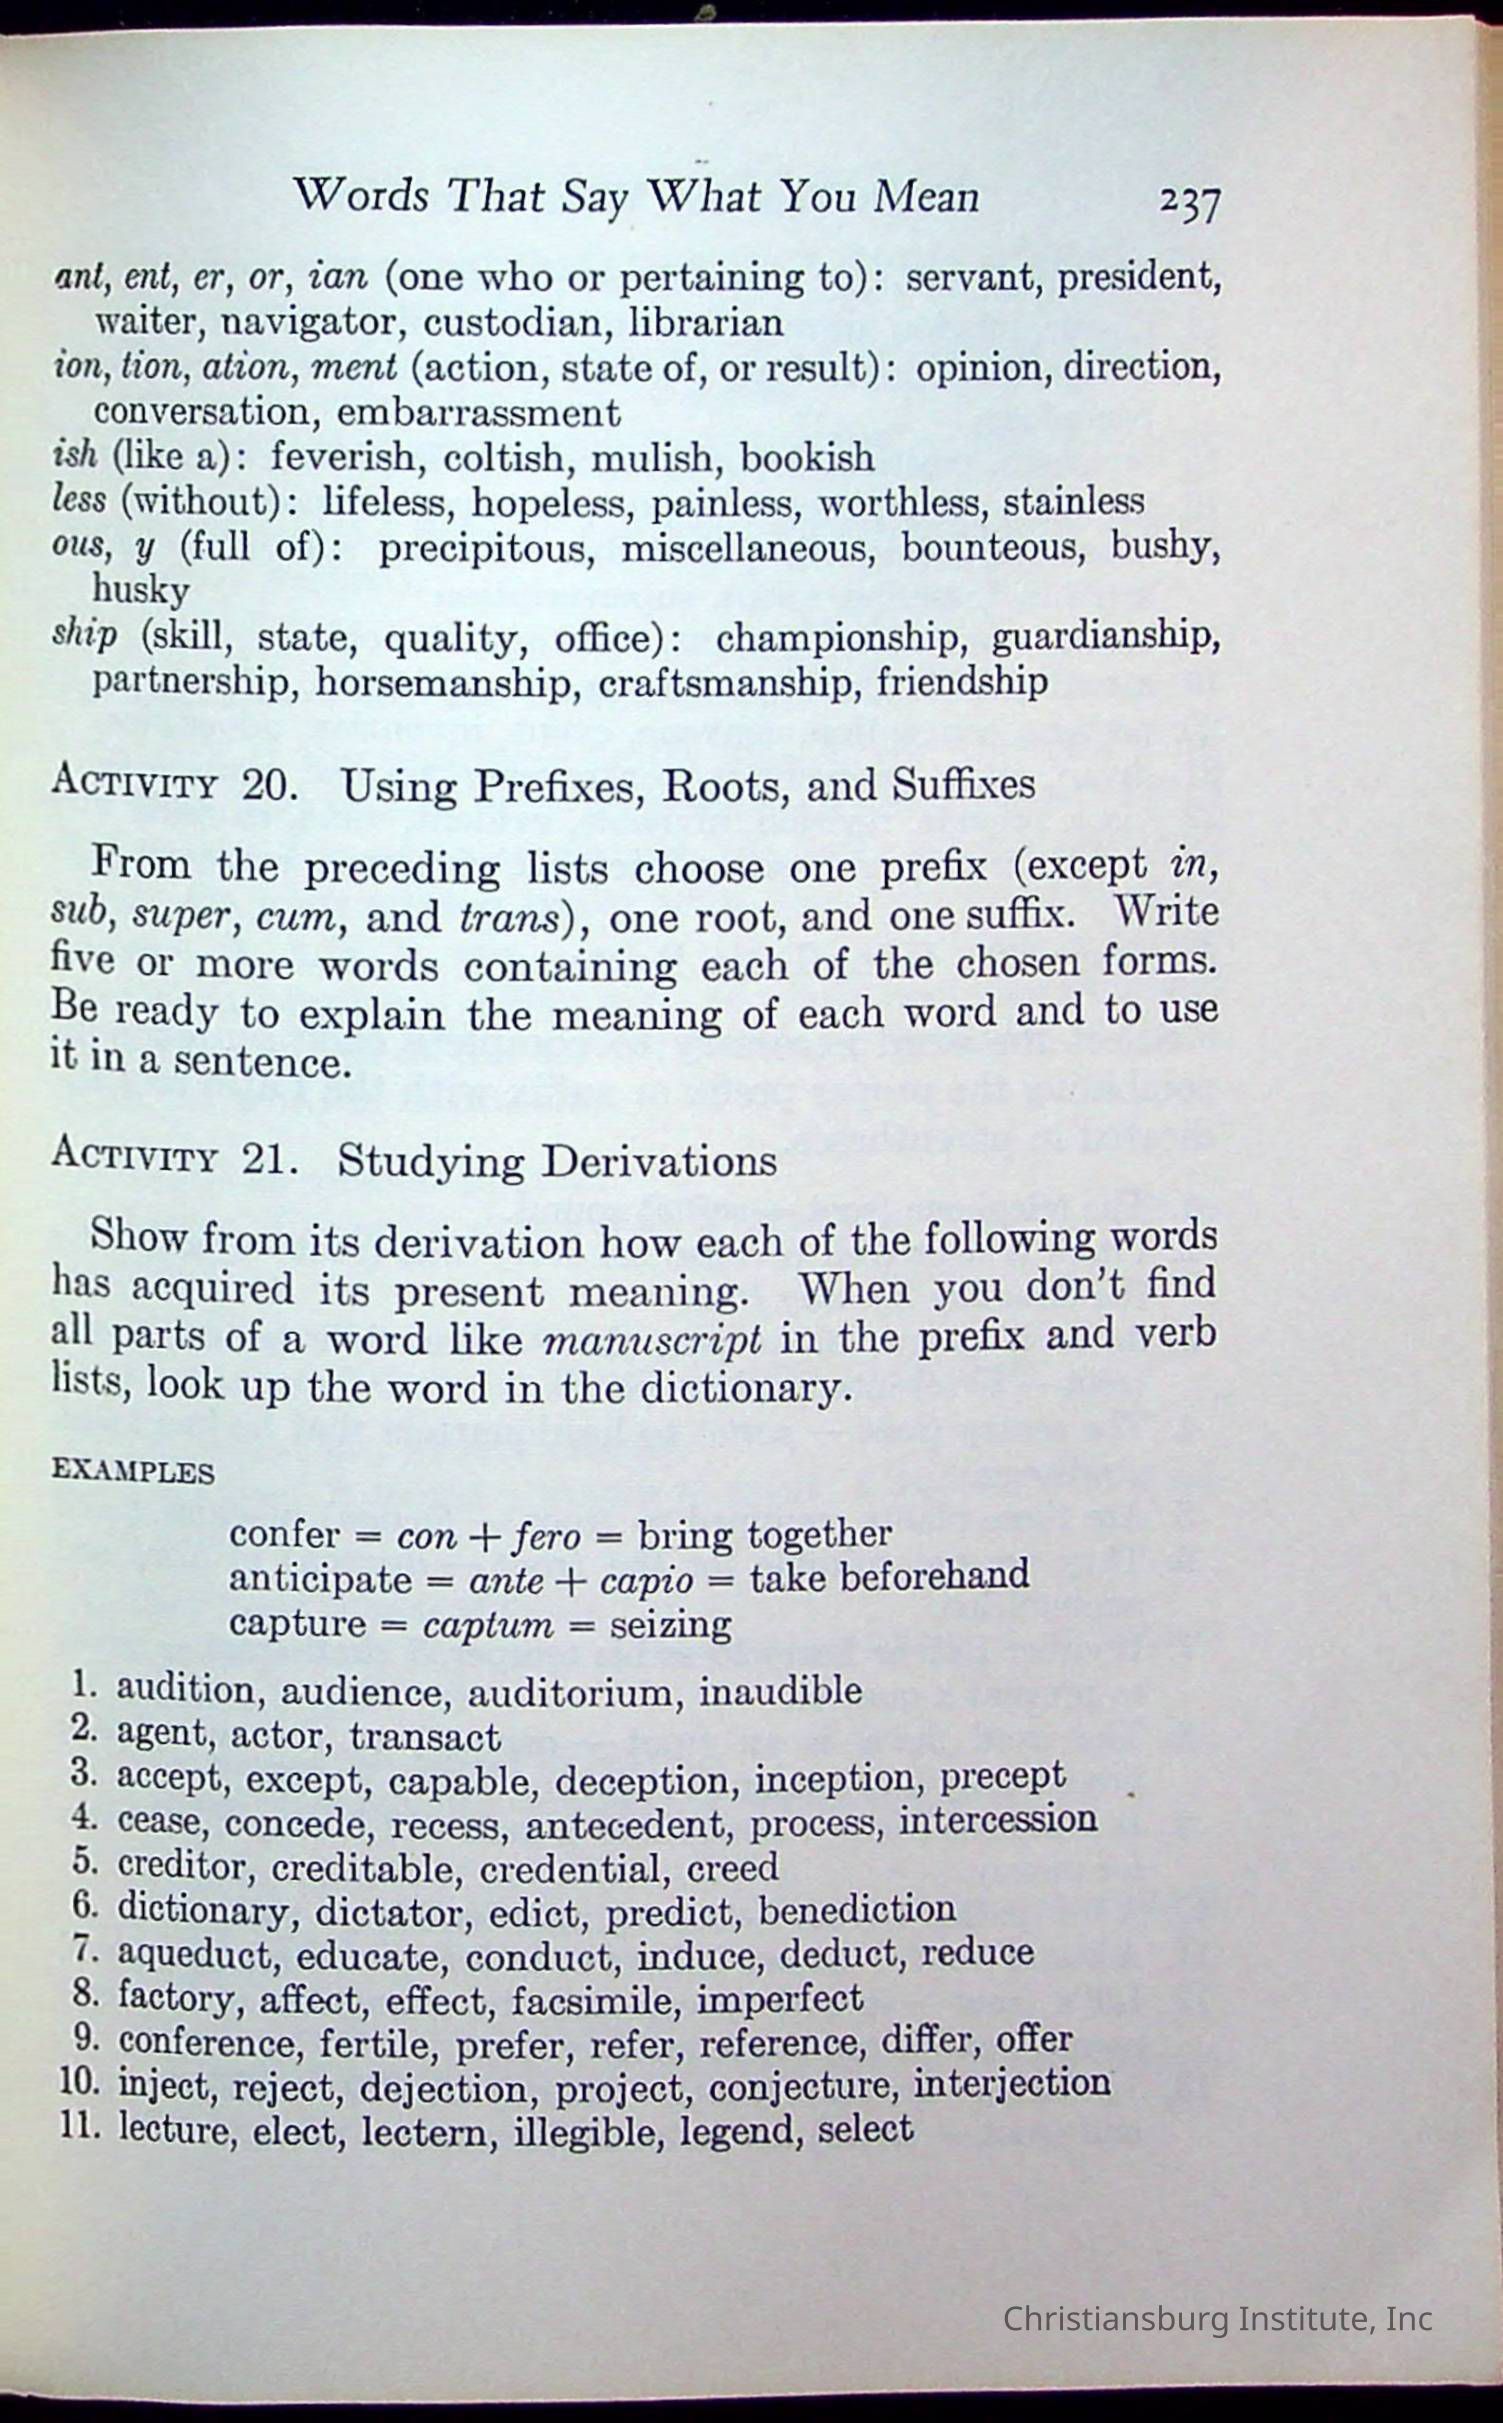 Words That Say What You Mean 237
ant, ent, er, or, ian (one who or pertaining to): servant, president,
waiter, navigator, custodian, librarian
ion, tion, ation, ment (action, state of, or result): opinion, direction,
conversation, embarrassment
ish (like a): feverish, coltish, mulish, bookish
less (without): lifeless, hopeless, painless, worthless, stainless
ous, y (full of): precipitous, miscellaneous, bounteous, bushy,
husky
ship (skill, state, quality, office): championship, guardianship,
partnership, horsemanship, craftsmanship, friendship
ACTIVITY 20. Using Prefixes, Roots, and Suffixes
From the preceding lists choose one prefix (except in,
sub, super, cum, and trans), one root, and one suffix. Write
five or more words containing each of the chosen forms.
Be ready to explain the meaning of each word and to use
it in a sentence.
ACTIVITY 21. Studying Derivations
Show from its derivation how each of the following words
has acquired its present meaning. When you don't find
all parts of a word like manuscript in the prefix and verb
lists, look up the word in the dictionary.
EXAMPLES
confer = con + fero = bring together
anticipate = ante + capio = take beforehand
capture = captum = seizing
1. audition, audience, auditorium, inaudible
2. agent, actor, transact
3. accept, except, capable, deception, inception, precept
4. cease, concede, recess, antecedent, process, intercession
5. creditor, creditable, credential, creed
6. dictionary, dictator, edict, predict, benediction
7. aqueduct, educate, conduct, induce, deduct, reduce
8. factory, affect, effect, facsimile, imperfect
9. conference, fertile, prefer, refer, reference, differ, offer
10. inject, reject, dejection, project, conjecture, interjection
11. lecture, elect, lectern, illegible, legend, select
Christiansburg Institute, Inc